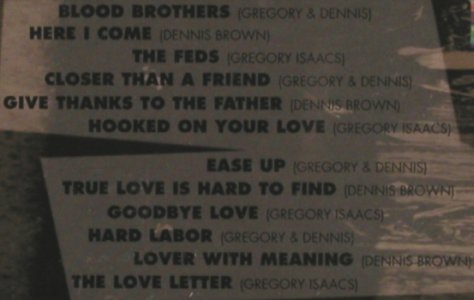 BLOOD BROTHERS (GREGORY & DENNIS)
HERE I COME (DENNIS BROWN)
THE FEDS (GREGORY ISAACS)
CLOSER THAN A FRIEND (GREGORY & DENNIS)
GIVE THANKS TO THE FATHER (DENNIS BROWN)
HOOKED ON YOUR LOVE (GREGORY ISAACS)
EASE UP (GREGORY & DENNIS)
TRUE LOVE IS HARD TO FIND (DENNIS BROWN)
GOODBYE LOVE (GREGORY ISAACS)
HARD LABOR (GREGORY & DENNIS)
LOVER WITH MEANING (DENNIS BROWN)
THE LOVE LETTER (GREGORY ISAACS)